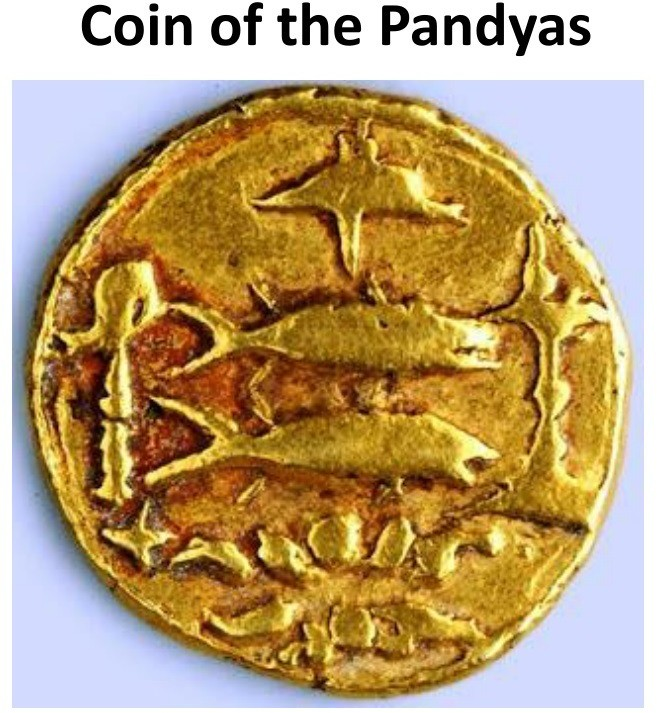 Coin of the Pandyas